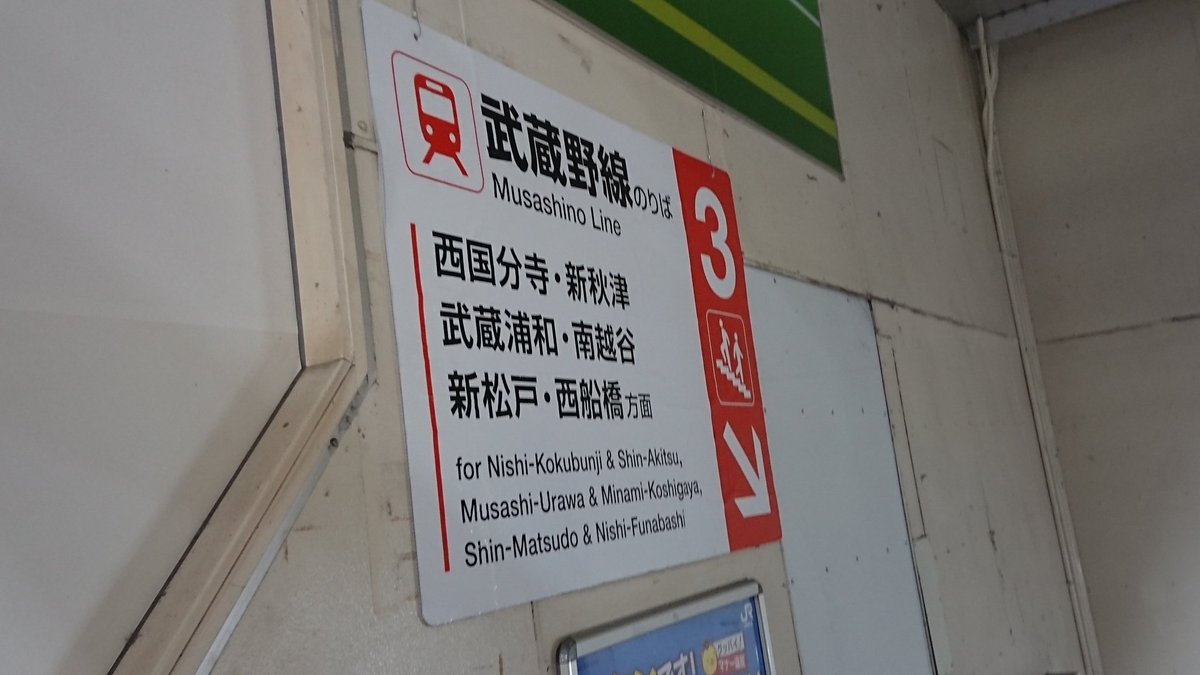 武蔵野線のりば
Musashino Line
3
西国分寺・新秋津
武蔵浦和・南越谷
新松戸・西船橋方面
for Nishi-Kokubunji & Shin-Akitsu,
Musashi-Urawa & Minami-Koshigaya,
Shin-Matsudo & Nishi-Funabashi
JR